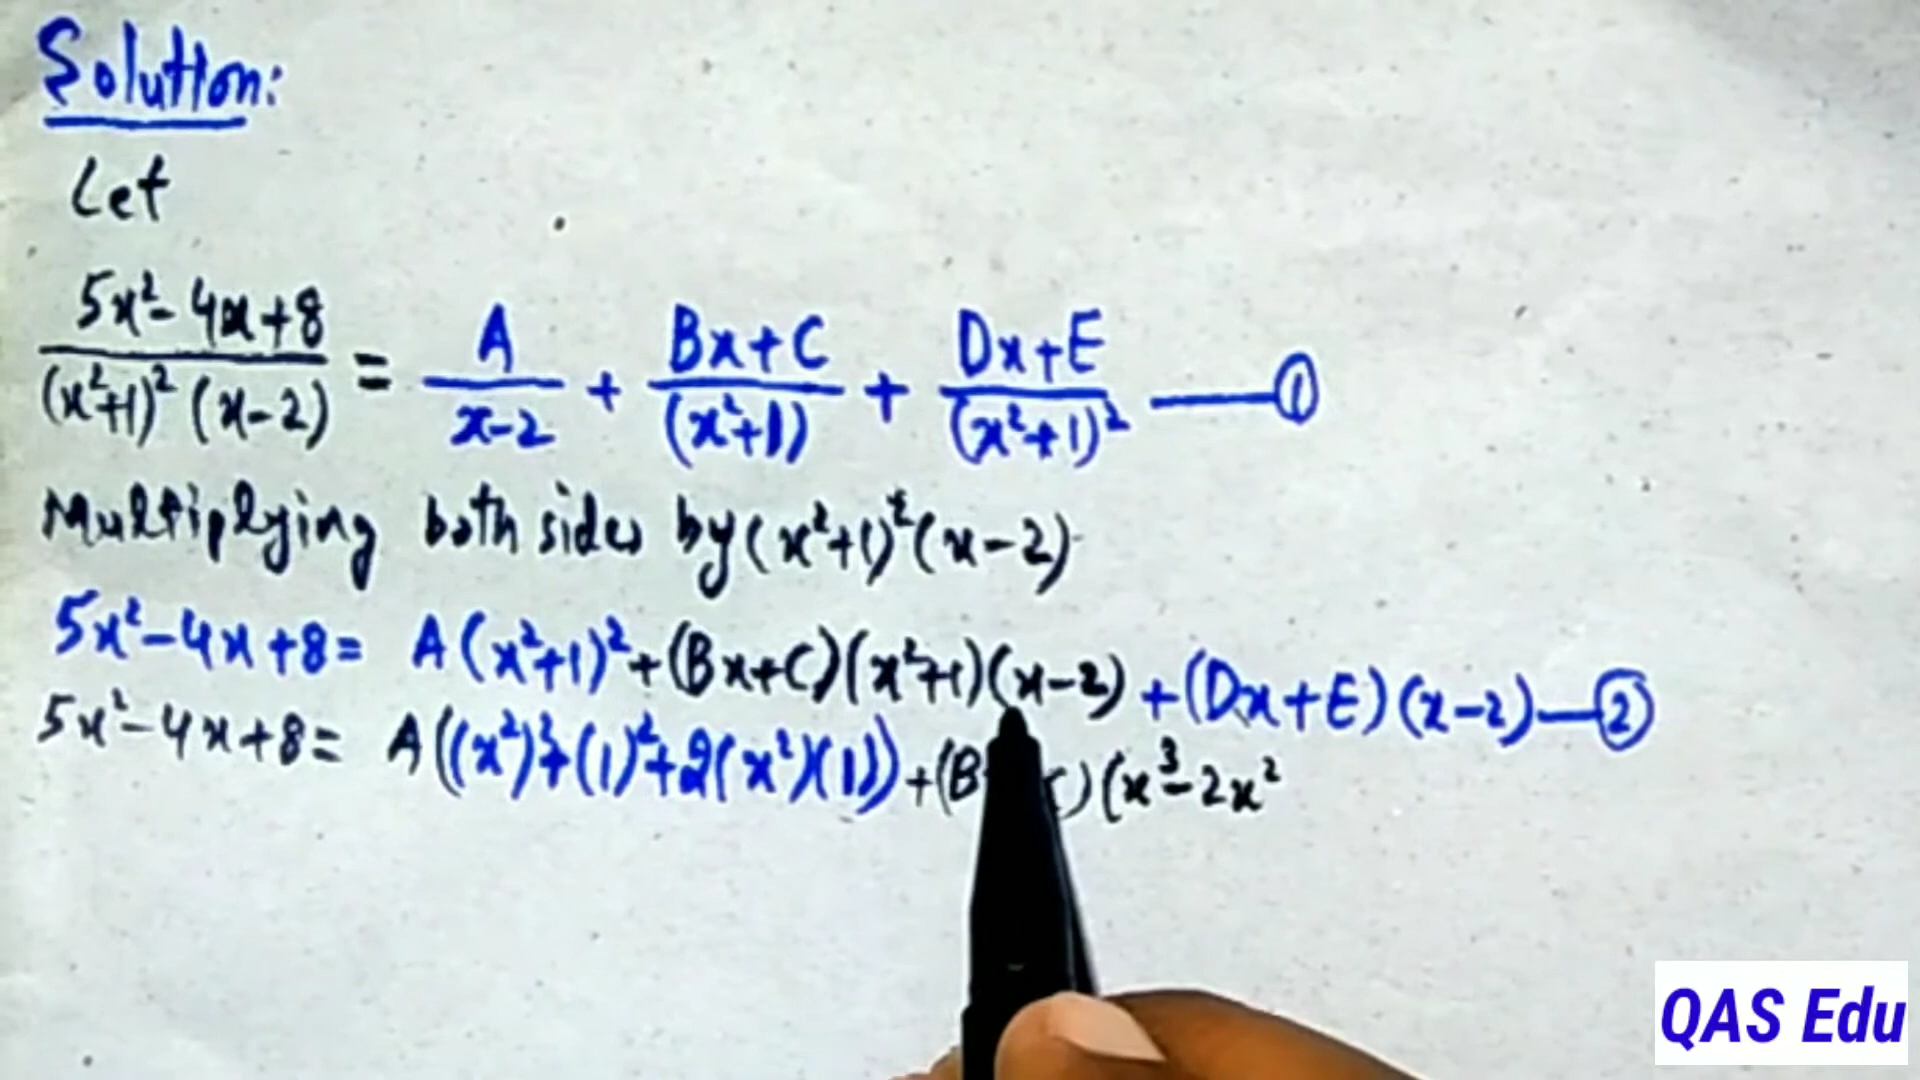 Solution:
Let
5x²-4x+8/(x²+1)²(x-2) = A/x-2 + Bx+C/(x²+1) + Dx+E/(x²+1)² — ①
Multiplying both sides by (x²+1)²(x-2)
5x²-4x+8= A(x²+1)²+(Bx+C)(x²+1)(x-2)+(Dx+E)(x-2)—②
5x²-4x+8= A((x²)²+(1)²+2(x²)(1))+(B C)(x³-2x²
QAS Edu